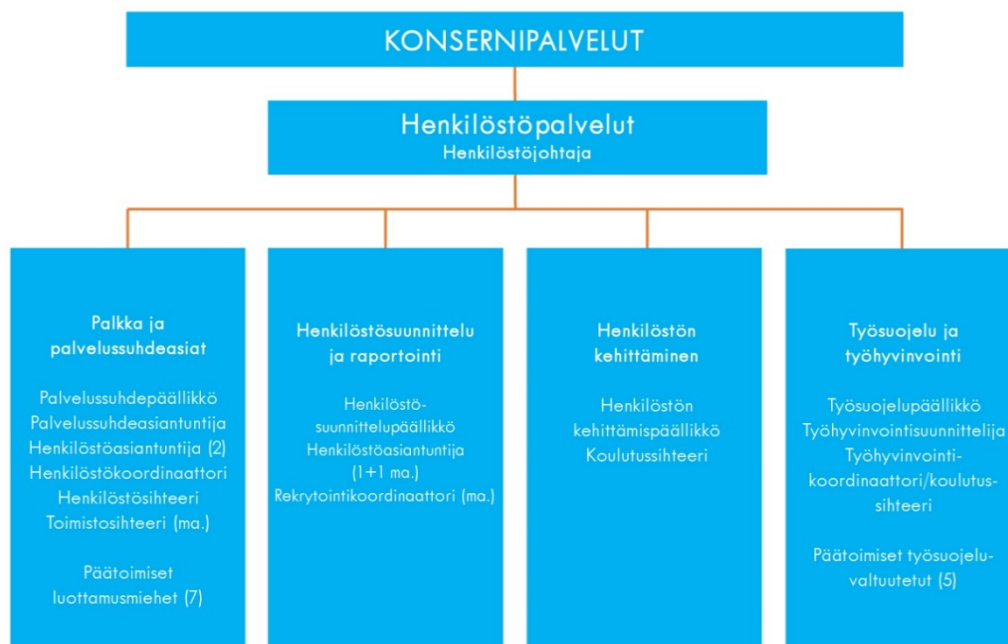 KONSERNIPALVELUT
Henkilöstöpalvelut
Henkilöstöjohtaja
Palkka ja
palvelussuhdeasiat
Palvelussuhdepäällikkö
Palvelussuhdeasiantuntija
Henkilöstöasiantuntija (2)
Henkilöstökoordinaattori
Henkilöstösihteeri
Toimistosihteeri (ma.)
Päätoimiset
luottamusmiehet (7)
Henkilöstösuunnittelu
ja raportointi
Henkilöstö-
suunnittelupäällikkö
Henkilöstöasiantuntija
(1+1 ma.)
Rekrytointikoordinaattori (ma.)
Henkilöstön
kehittäminen
Henkilöstön
kehittämispäällikkö
Koulutussihteeri
Työsuojelu ja
työhyvinvointi
Työsuojelupäällikkö
Työhyvinvointisuunnittelija
Työhyvinvointi-
koordinaattori/koulutus-
sihteeri
Päätoimiset työsuojelu-
valtuutetut (5)